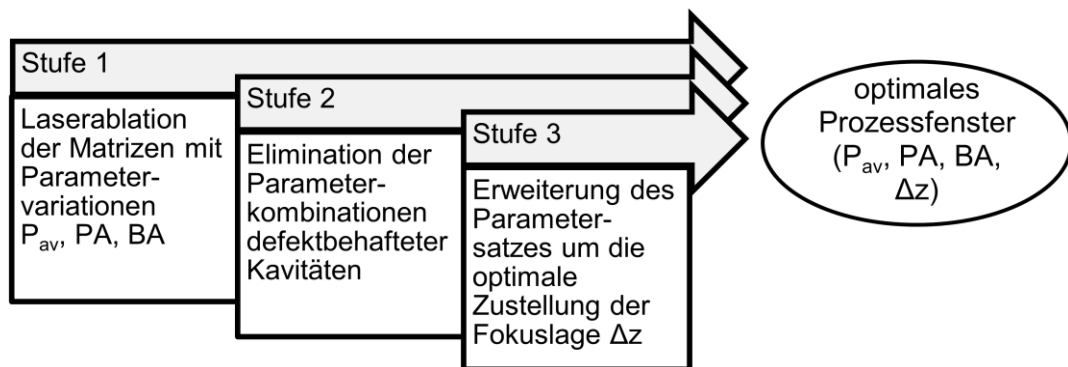 Stufe 1
Laserablation
der Matrizen mit
Parameter-
variationen
Pav, PA, BA
Stufe 2
Elimination der
Parameter-
kombinationen
defektbehafteter
Kavitäten
Stufe 3
Erweiterung des
Parameter-
satzes um die
optimale
Zustellung der
Fokuslage Δz
optimales
Prozessfenster
(Pav, PA, BA,
Δz)